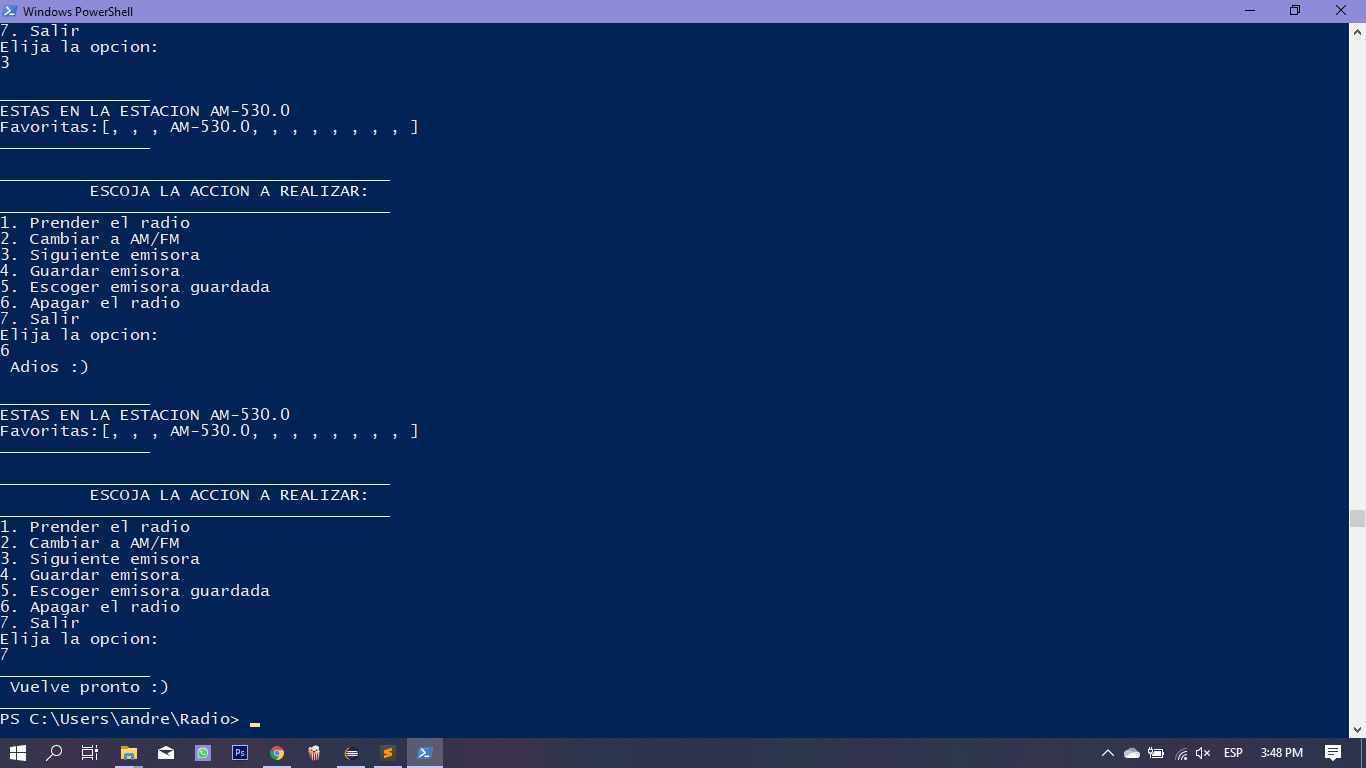 Windows PowerShell
7. Salir
Elija la opcion:
3
_______________
ESTAS EN LA ESTACION AM-530.0
Favoritas:[, , , AM-530.0, , , , , , , , ]
_______________
_______________________________________
         ESCOJA LA ACCION A REALIZAR:
_______________________________________
1. Prender el radio
2. Cambiar a AM/FM
3. Siguiente emisora
4. Guardar emisora
5. Escoger emisora guardada
6. Apagar el radio
7. Salir
Elija la opcion:
6
 Adios :)
_______________
ESTAS EN LA ESTACION AM-530.0
Favoritas:[, , , AM-530.0, , , , , , , , ]
_______________
_______________________________________
         ESCOJA LA ACCION A REALIZAR:
_______________________________________
1. Prender el radio
2. Cambiar a AM/FM
3. Siguiente emisora
4. Guardar emisora
5. Escoger emisora guardada
6. Apagar el radio
7. Salir
Elija la opcion:
7
_______________
 Vuelve pronto :)
_______________
PS C:\Users\andre\Radio> _
Ps ESP 3:48 PM